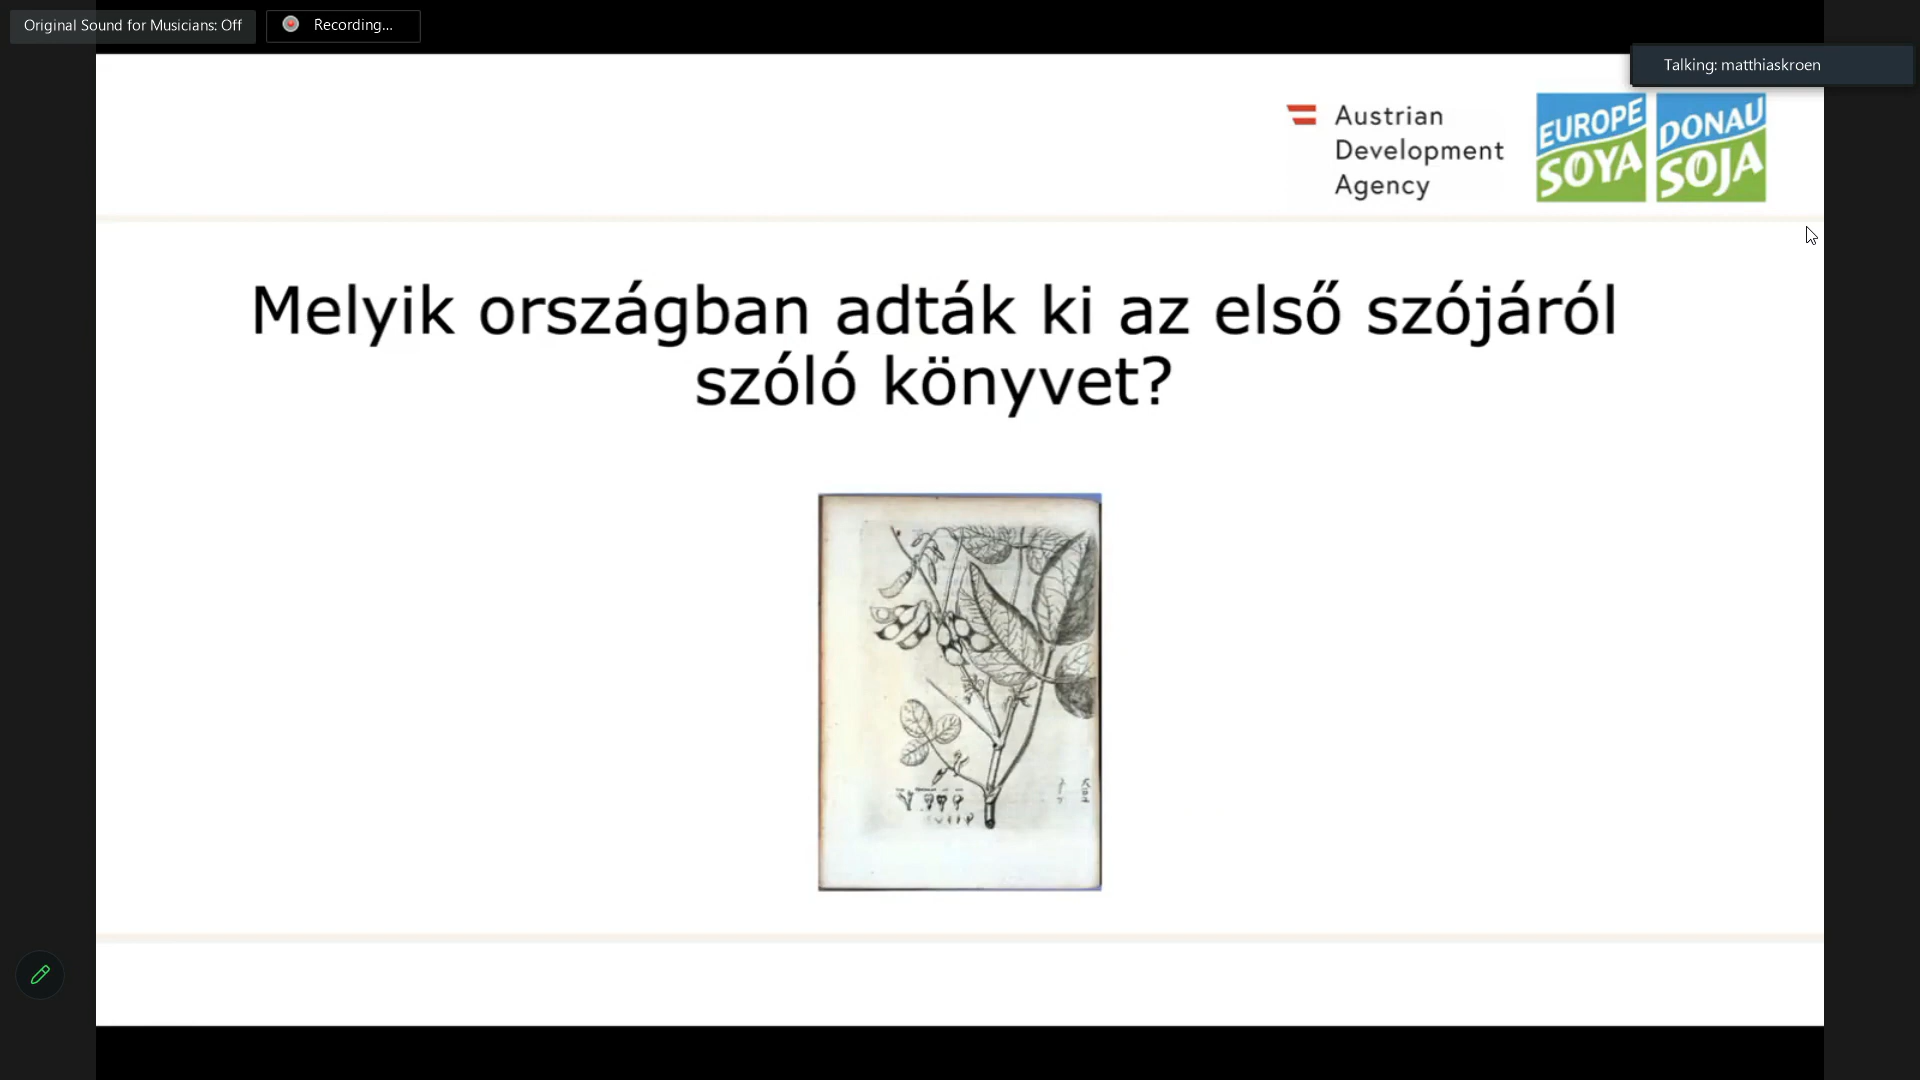 Original Sound for Musicians: Off
Recording...
Talking: matthiaskroen
Austrian
Development
Agency
EUROPE
SOYA
DONAU
SOJA
Melyik országban adták ki az első szójáról
szóló könyvet?